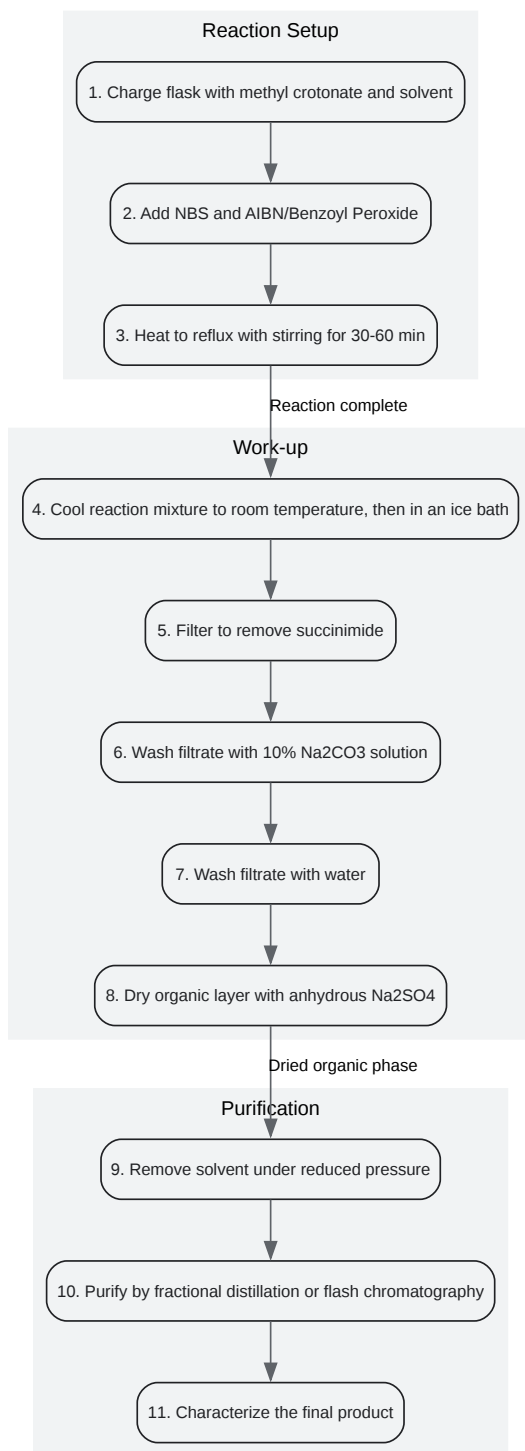 Reaction Setup
1. Charge flask with methyl crotonate and solvent
2. Add NBS and AIBN/Benzoyl Peroxide
3. Heat to reflux with stirring for 30-60 min
Reaction complete
Work-up
4. Cool reaction mixture to room temperature, then in an ice bath
5. Filter to remove succinimide
6. Wash filtrate with 10% Na2CO3 solution
7. Wash filtrate with water
8. Dry organic layer with anhydrous Na2SO4
Dried organic phase
Purification
9. Remove solvent under reduced pressure
10. Purify by fractional distillation or flash chromatography
11. Characterize the final product